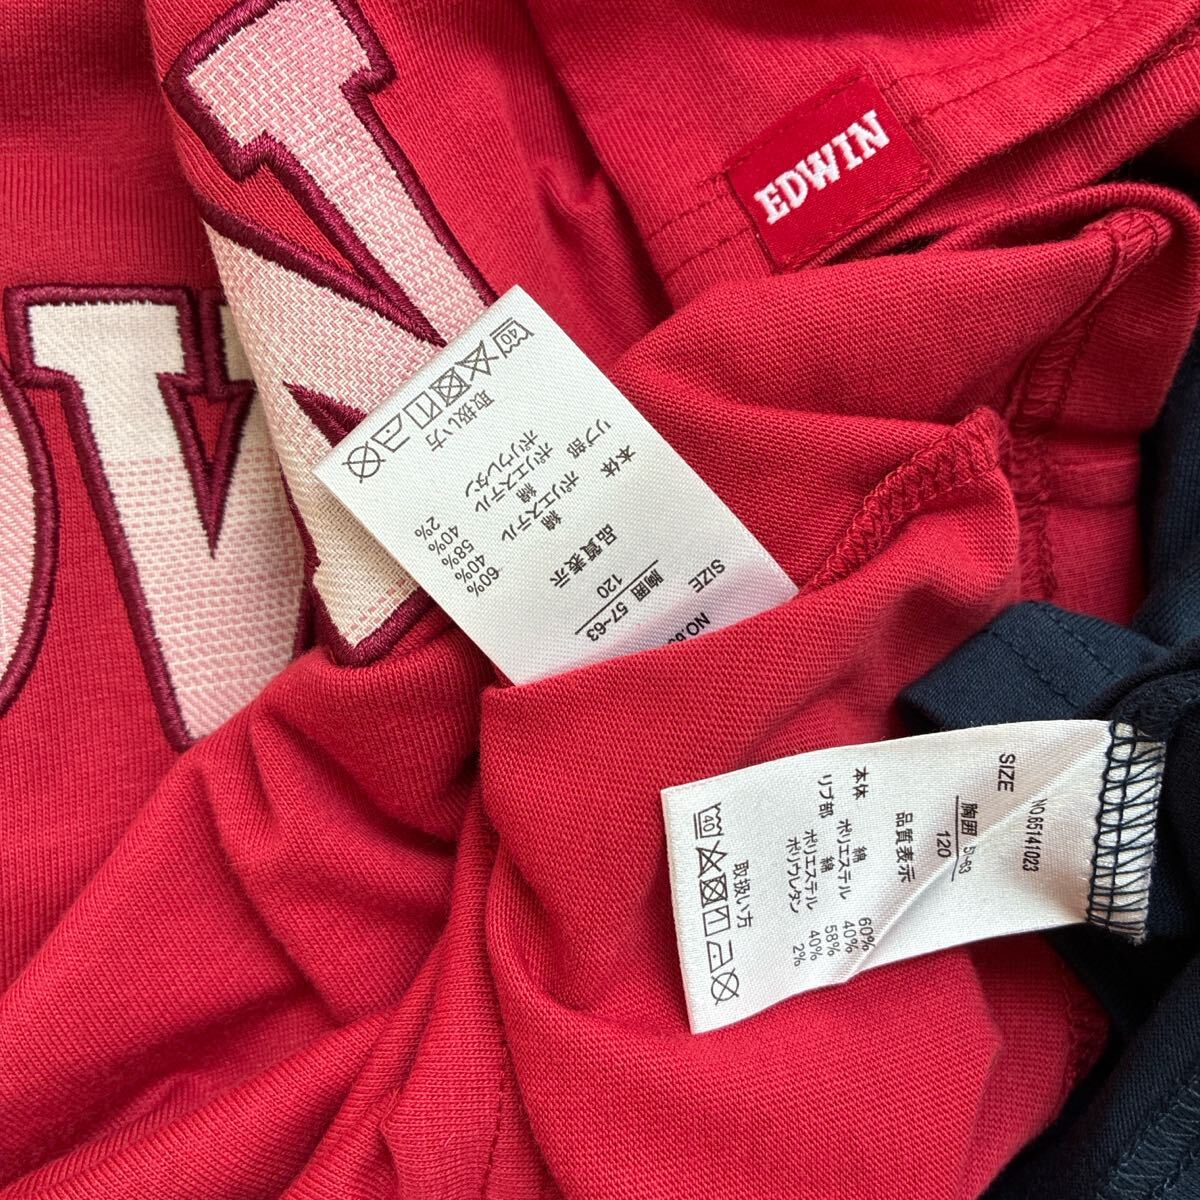 WN
EDWIN
SIZE
胸囲 57~63
120
品質表示
本体 綿 60%
ポリエステル 40%
リブ部 綿 58%
ポリエステル 40%
ポリウレタン 2%
取扱い方
40
NO.65141023
SIZE
胸囲
120
品質表示
本体 綿 60%
ポリエステル 40%
リブ部 綿 58%
ポリエステル 40%
ポリウレタン 2%
取扱い方
40